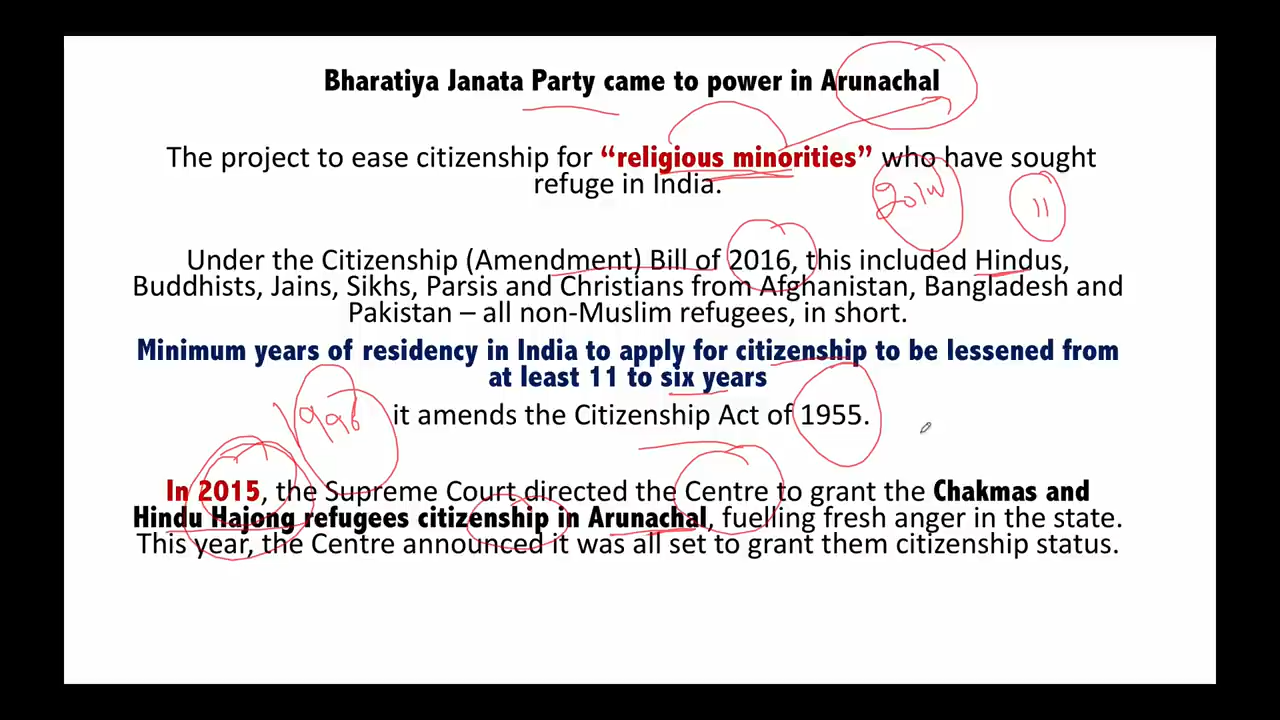 Bharatiya Janata Party came to power in Arunachal
The project to ease citizenship for “religious minorities” who have sought
refuge in India.
2014
11
Under the Citizenship (Amendment) Bill of 2016, this included Hindus,
Buddhists, Jains, Sikhs, Parsis and Christians from Afghanistan, Bangladesh and
Pakistan – all non-Muslim refugees, in short.
Minimum years of residency in India to apply for citizenship to be lessened from
at least 11 to six years
1996
it amends the Citizenship Act of 1955.
In 2015, the Supreme Court directed the Centre to grant the Chakmas and
Hindu Hajong refugees citizenship in Arunachal, fuelling fresh anger in the state.
This year, the Centre announced it was all set to grant them citizenship status.